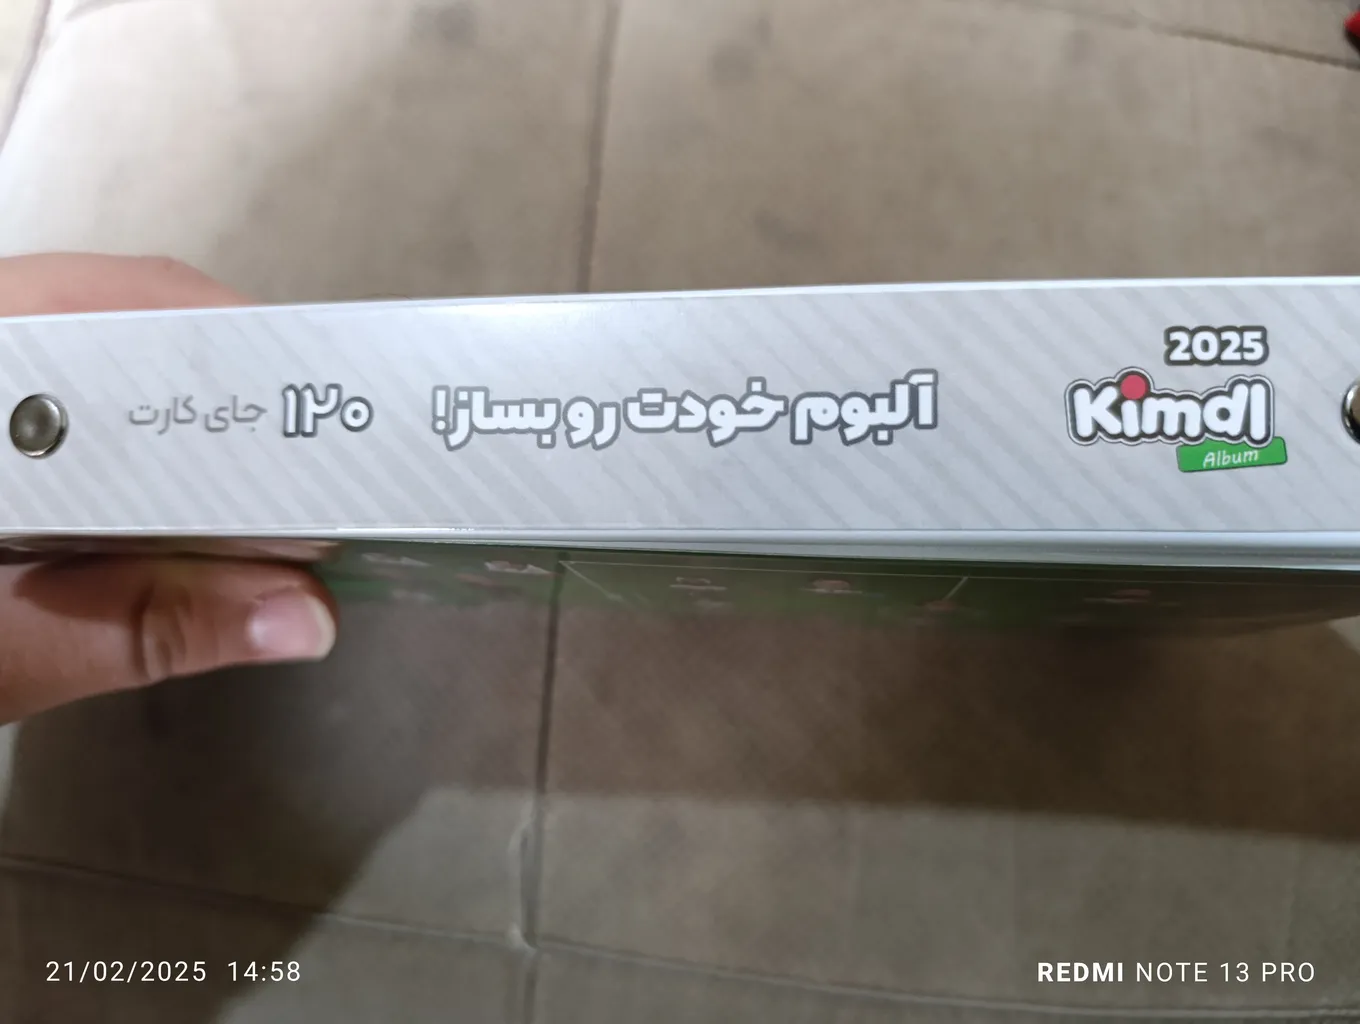 2025
Kimdl
Album
آلبوم خودت رو بساز!
۱۲۰ جای کارت
21/02/2025 14:58
REDMI NOTE 13 PRO